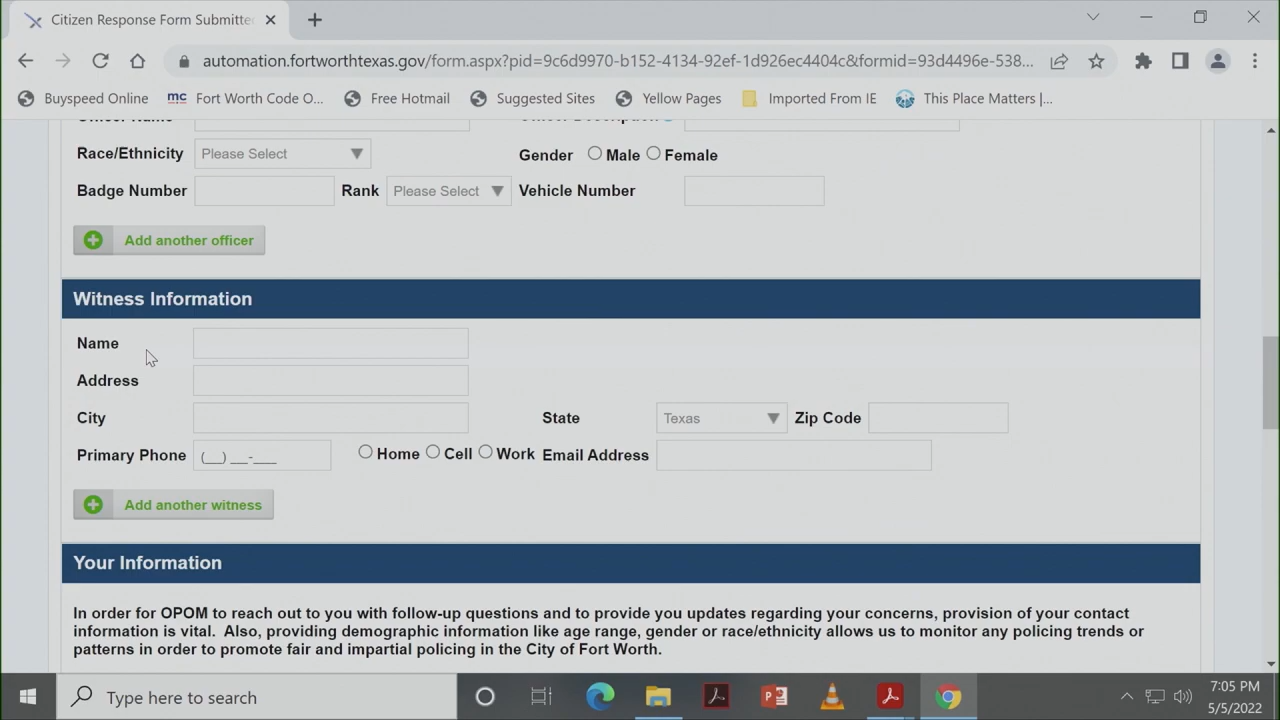 Citizen Response Form Submitte
automation.fortworthtexas.gov/form.aspx?pid=9c6d9970-b152-4134-92ef-1d926ec4404c&formid=93d4496e-538...
Buyspeed Online
mc Fort Worth Code O...
Free Hotmail
Suggested Sites
Yellow Pages
Imported From IE
This Place Matters |...
Officer Name
Officer Description
Race/Ethnicity Please Select Gender Male Female
Badge Number Rank Please Select Vehicle Number
Add another officer
Witness Information
Name
Address
City State Texas Zip Code
Primary Phone (__) __-___ Home Cell Work Email Address
Add another witness
Your Information
In order for OPOM to reach out to you with follow-up questions and to provide you updates regarding your concerns, provision of your contact
information is vital. Also, providing demographic information like age range, gender or race/ethnicity allows us to monitor any policing trends or
patterns in order to promote fair and impartial policing in the City of Fort Worth.
Type here to search
7:05 PM
5/5/2022